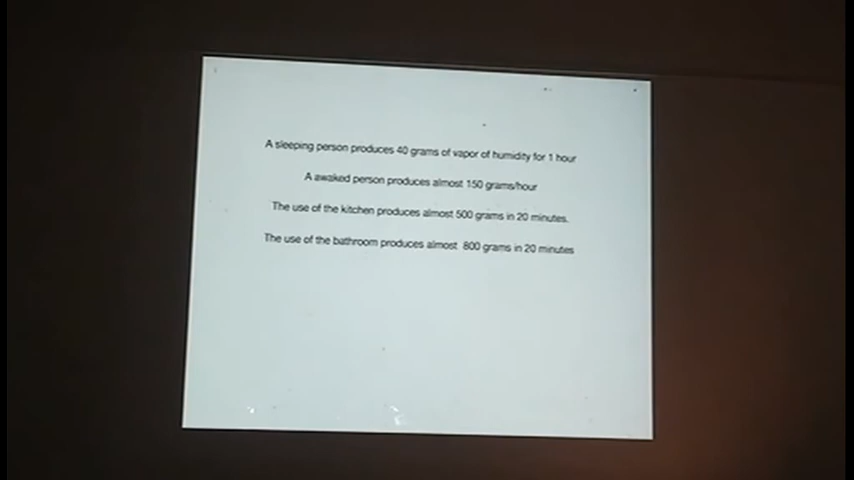 A sleeping person produces 40 grams of vapor of humidity for 1 hour
A awaked person produces almost 150 grams/hour
The use of the kitchen produces almost 500 grams in 20 minutes.
The use of the bathroom produces almost 800 grams in 20 minutes